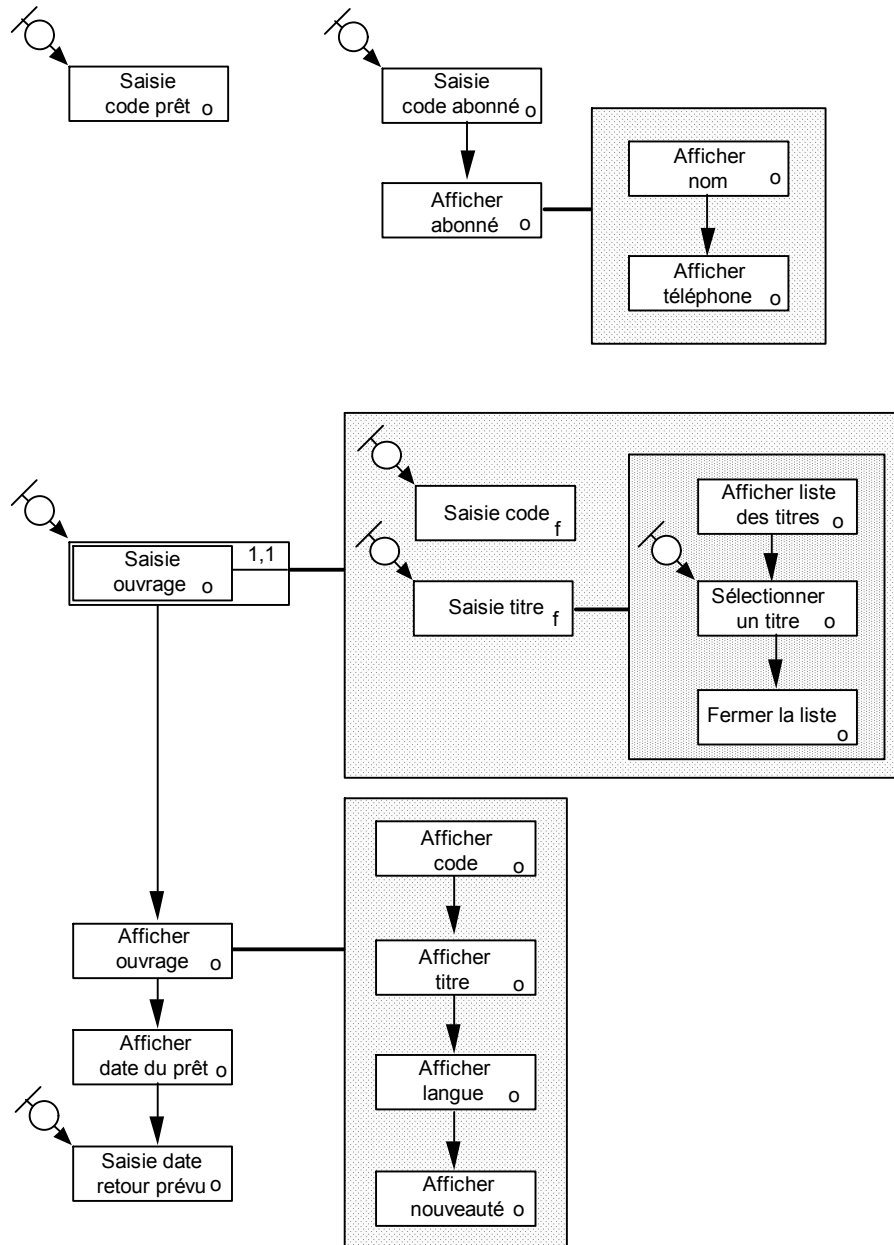 Saisie
code prêt o
Saisie
code abonné o
Afficher
abonné o
Afficher
nom o
Afficher
téléphone o
Saisie
ouvrage o
1,1
Saisie code f
Saisie titre f
Afficher liste
des titres o
Sélectionner
un titre o
Fermer la liste
o
Afficher
ouvrage o
Afficher
date du prêt o
Saisie date
retour prévu o
Afficher
code o
Afficher
titre o
Afficher
langue o
Afficher
nouveauté o